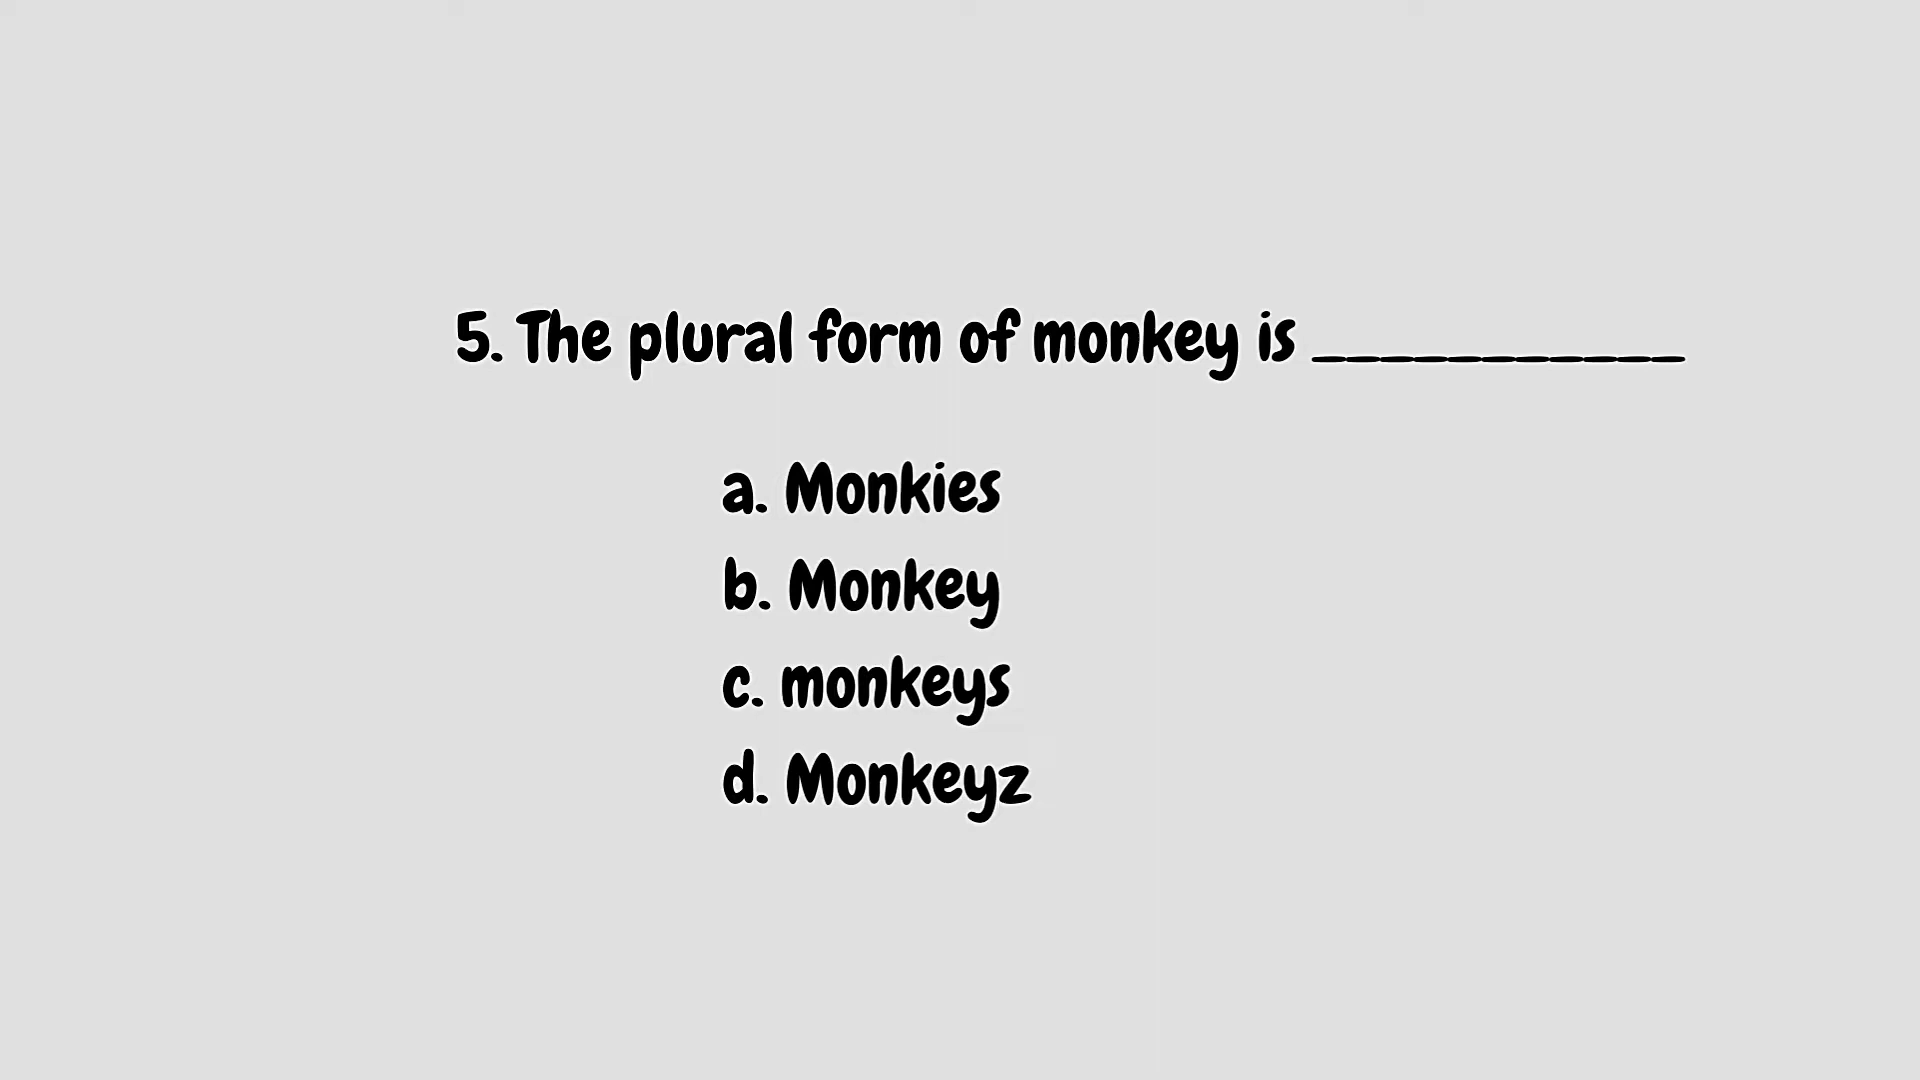 5. The plural form of monkey is ___________
a. Monkies
b. Monkey
c. monkeys
d. Monkeyz